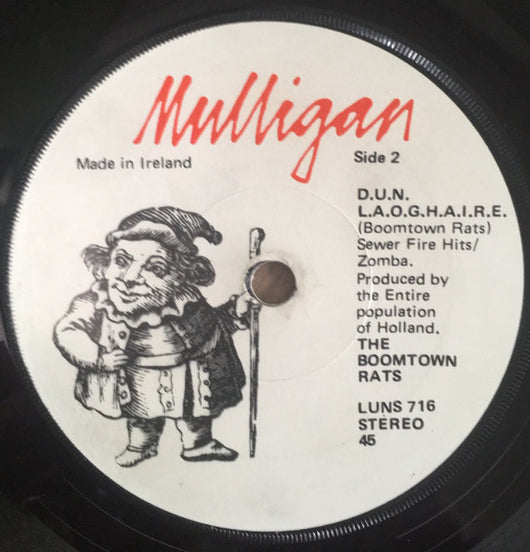 Mulligan
Made in Ireland
Side 2
D.U.N.
L.A.O.G.H.A.I.R.E.
(Boomtown Rats)
Sewer Fire Hits/
Zomba.
Produced by
the Entire
population
of Holland.
THE
BOOMTOWN
RATS
LUNS 716
STEREO
45